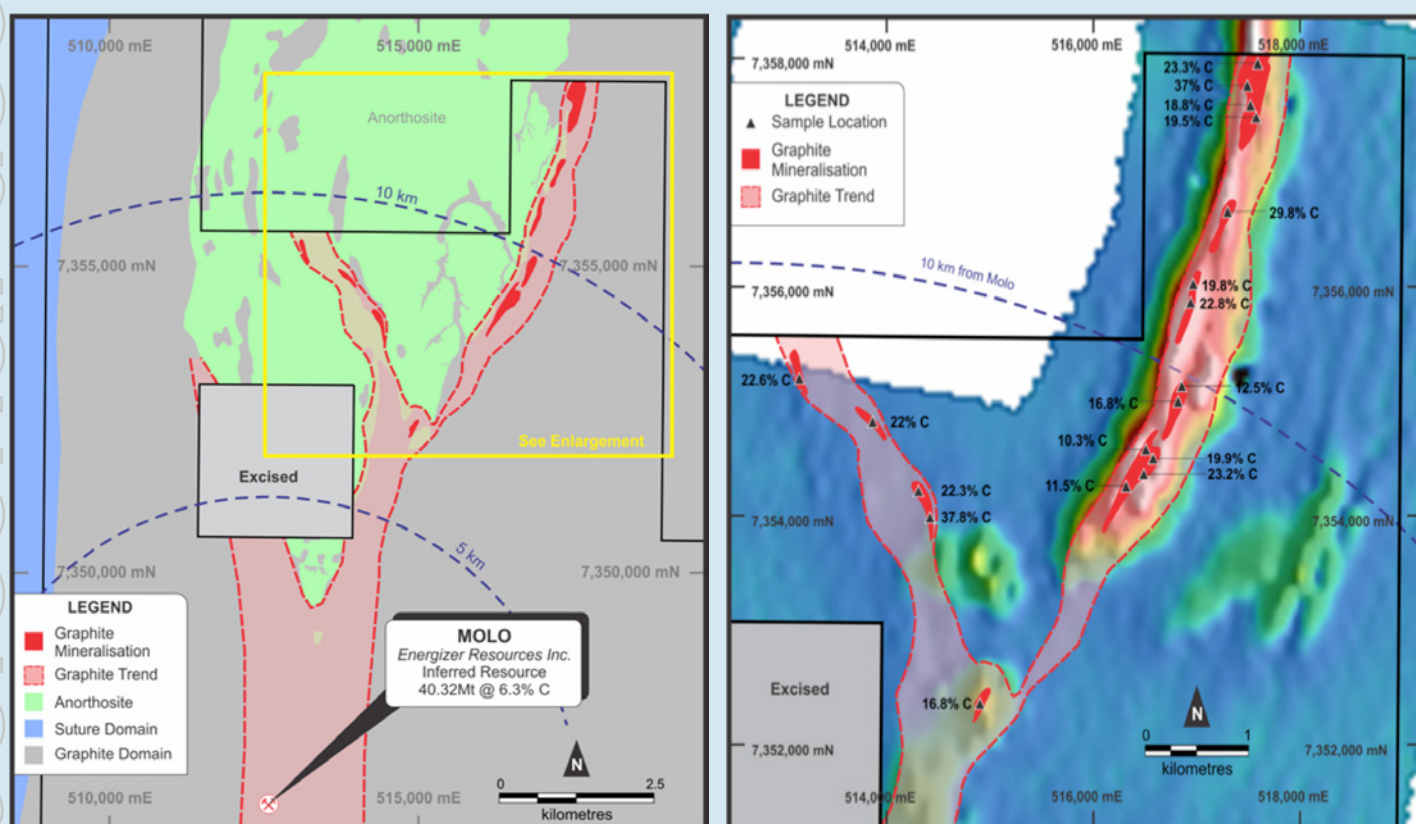 510,000 mE
515,000 mE
Anorthosite
10 km
7,355,000 mN
7,355,000 mN
See Enlargement
Excised
5 km
7,350,000 mN
7,350,000 mN
LEGEND
Graphite
Mineralisation
Graphite Trend
Anorthosite
Suture Domain
Graphite Domain
MOLO
Energizer Resources Inc.
Inferred Resource
40.32Mt @ 6.3% C
N
0
2.5
kilometres
510,000 mE
515,000 mE
514,000 mE
516,000 mE
518,000 mE
7,358,000 mN
LEGEND
Sample Location
Graphite
Mineralisation
Graphite Trend
23.3% C
37% C
18.8% C
19.5% C
29.8% C
10 km from Molo
7,356,000 mN
19.8% C
22.8% C
7,356,000 mN
22.6% C
12.5% C
16.8% C
22% C
10.3% C
19.9% C
23.2% C
11.5% C
22.3% C
37.8% C
7,354,000 mN
7,354,000 mN
Excised
16.8% C
N
0
1
kilometres
7,352,000 mN
7,352,000 mN
514,000 mE
516,000 mE
518,000 mE